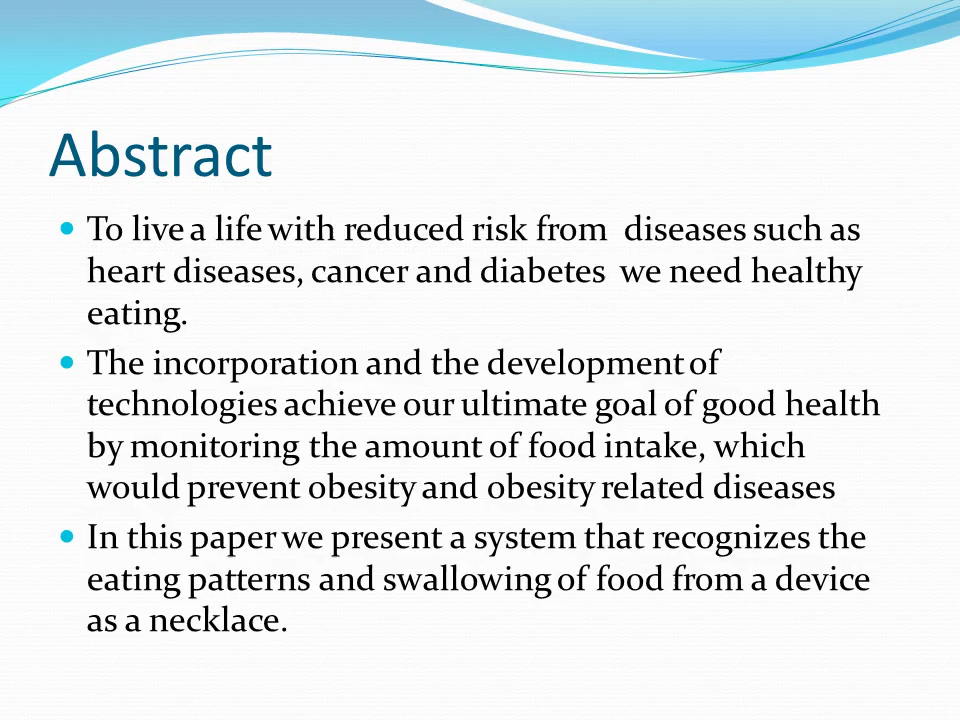 Abstract
To live a life with reduced risk from diseases such as
heart diseases, cancer and diabetes we need healthy
eating.
The incorporation and the development of
technologies achieve our ultimate goal of good health
by monitoring the amount of food intake, which
would prevent obesity and obesity related diseases
In this paper we present a system that recognizes the
eating patterns and swallowing of food from a device
as a necklace.